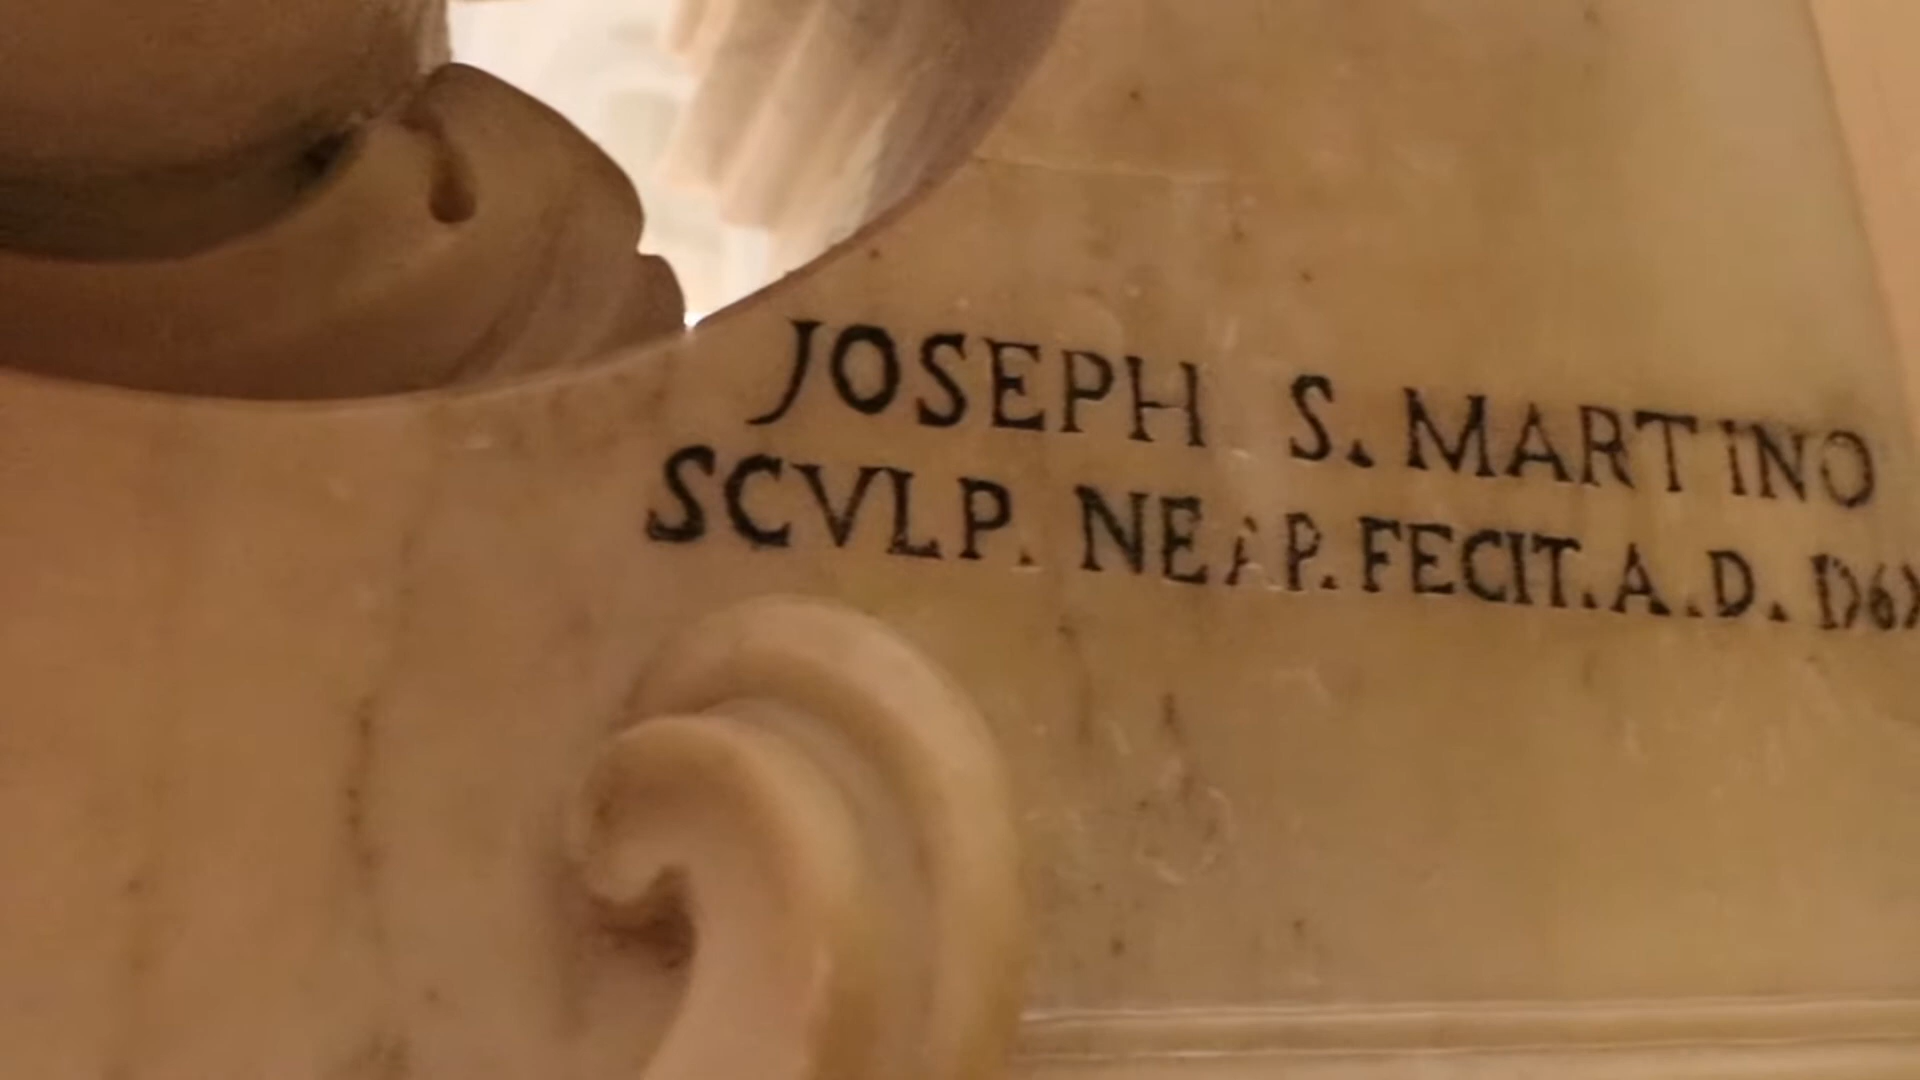 JOSEPH S. MARTINO
SCVLP. NEAP. FECIT. A. D.